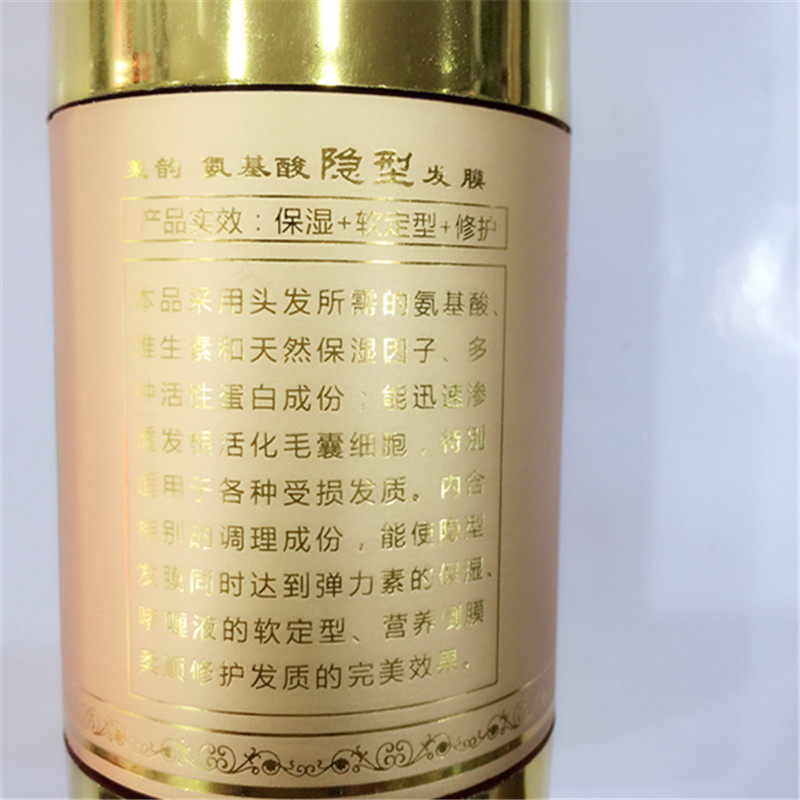 韵 氨基酸隐型发膜
产品实效:保湿+软定型+修护
本品采用头发所需的氨基酸、
维生素和天然保湿因子、多
种活性蛋白成份;能迅速渗
透发根活化毛囊细胞,特别
适用于各种受损发质。内含
特别的调理成份,能使隐型
发膜同时达到弹力素的保湿、
啫喱液的软定型、营养倒膜
柔顺修护发质的完美效果。